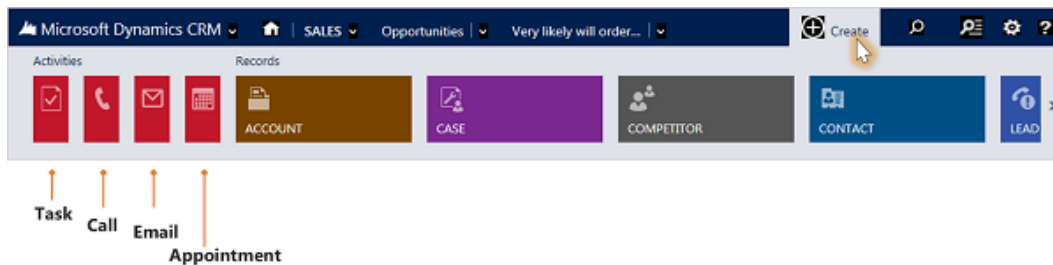 Microsoft Dynamics CRM SALES Opportunities Very likely will order... Create ?
Activities Records
ACCOUNT CASE COMPETITOR CONTACT LEAD
Task
Call
Email
Appointment